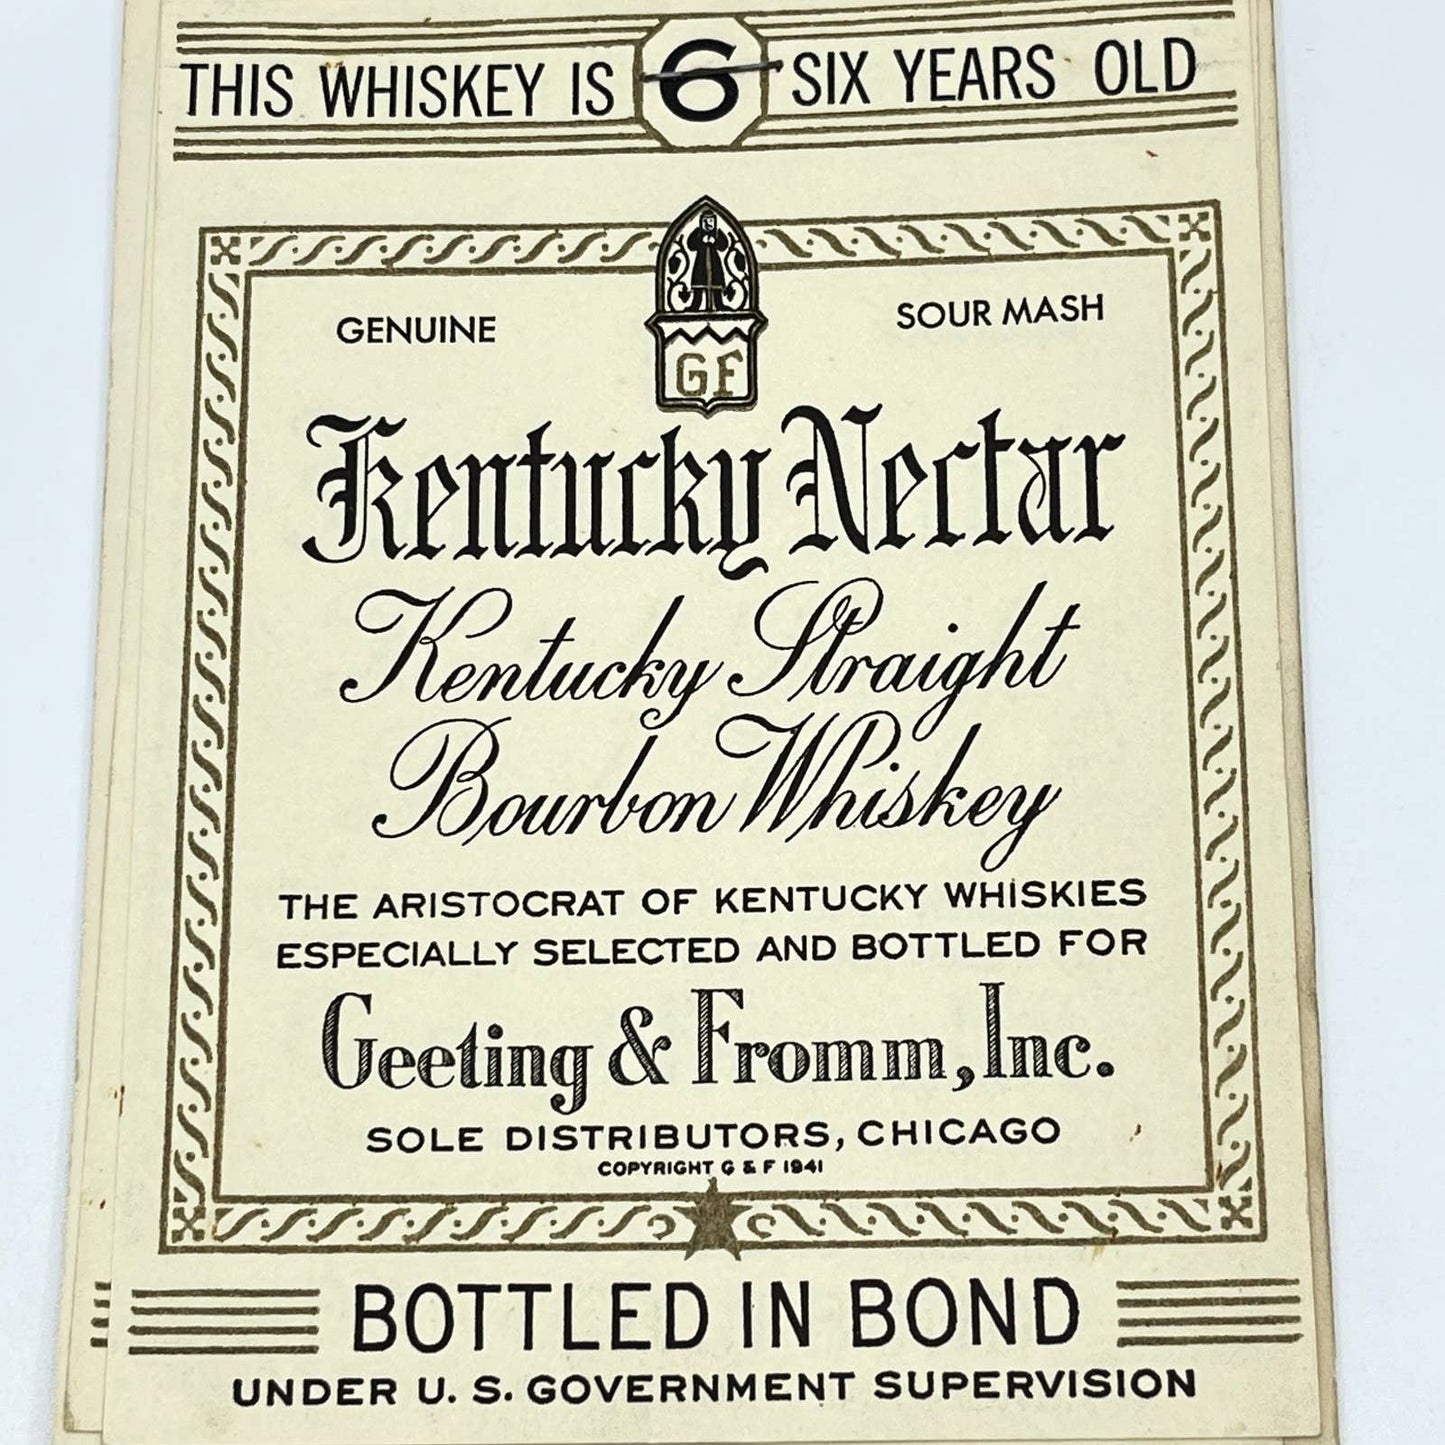 THIS WHISKEY IS 6 SIX YEARS OLD
GENUINE
SOUR MASH
GF
Kentucky Nectar
Kentucky Straight
Bourbon Whiskey
THE ARISTOCRAT OF KENTUCKY WHISKIES
ESPECIALLY SELECTED AND BOTTLED FOR
Geeting & Fromm, Inc.
SOLE DISTRIBUTORS, CHICAGO
COPYRIGHT G & F 1941
BOTTLED IN BOND
UNDER U. S. GOVERNMENT SUPERVISION